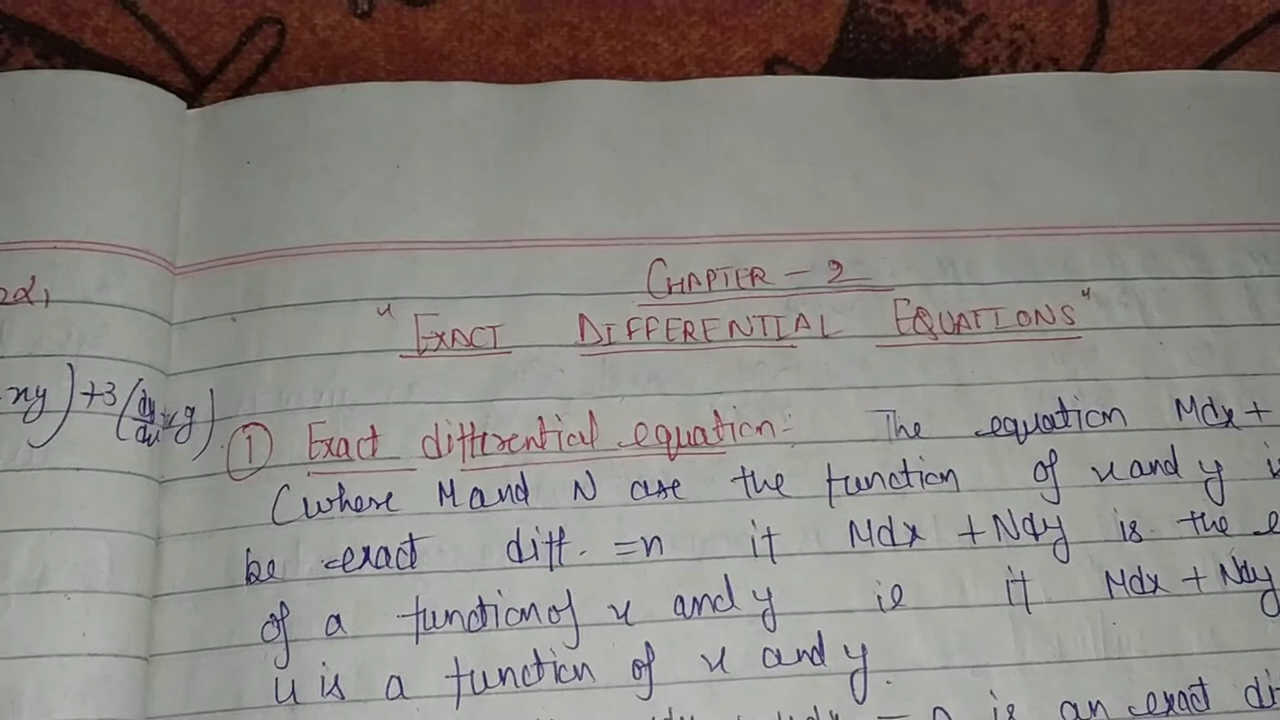 CHAPTER - 2
" EXACT DIFFERENTIAL EQUATIONS"
xy) + 3(dy/dx
① Exact differential equation:- The equation Mdx +
(where M and N are the function of x and y
be exact diff. =n if Mdx + Ndy is the
of a function of x and y ie if Mdx + Ndy
u is a function of x and y.
is an exact di